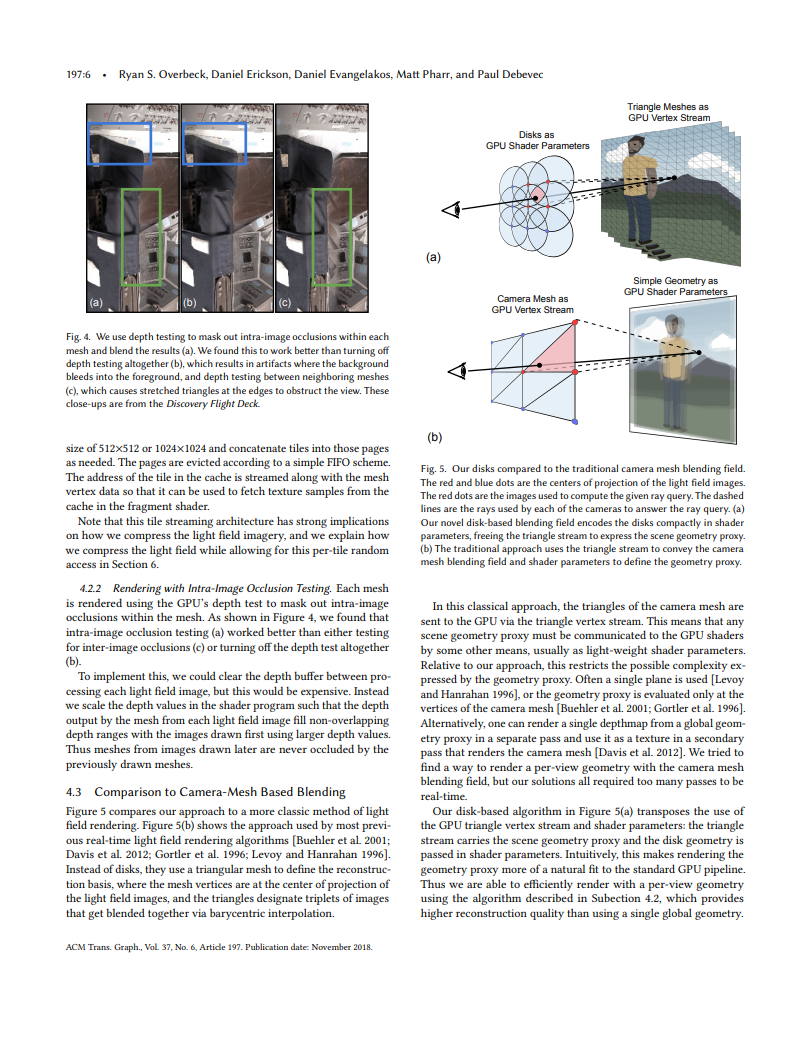 197:6 • Ryan S. Overbeck, Daniel Erickson, Daniel Evangelakos, Matt Pharr, and Paul Debevec
(a)
(b)
(c)
Fig. 4. We use depth testing to mask out intra-image occlusions within each
mesh and blend the results (a). We found this to work better than turning off
depth testing altogether (b), which results in artifacts where the background
bleeds into the foreground, and depth testing between neighboring meshes
(c), which causes stretched triangles at the edges to obstruct the view. These
close-ups are from the Discovery Flight Deck.
size of 512×512 or 1024×1024 and concatenate tiles into those pages
as needed. The pages are evicted according to a simple FIFO scheme.
The address of the tile in the cache is streamed along with the mesh
vertex data so that it can be used to fetch texture samples from the
cache in the fragment shader.
Note that this tile streaming architecture has strong implications
on how we compress the light field imagery, and we explain how
we compress the light field while allowing for this per-tile random
access in Section 6.
4.2.2 Rendering with Intra-Image Occlusion Testing. Each mesh
is rendered using the GPU's depth test to mask out intra-image
occlusions within the mesh. As shown in Figure 4, we found that
intra-image occlusion testing (a) worked better than either testing
for inter-image occlusions (c) or turning off the depth test altogether
(b).
To implement this, we could clear the depth buffer between pro-
cessing each light field image, but this would be expensive. Instead
we scale the depth values in the shader program such that the depth
output by the mesh from each light field image fill non-overlapping
depth ranges with the images drawn first using larger depth values.
Thus meshes from images drawn later are never occluded by the
previously drawn meshes.
4.3 Comparison to Camera-Mesh Based Blending
Figure 5 compares our approach to a more classic method of light
field rendering. Figure 5(b) shows the approach used by most previ-
ous real-time light field rendering algorithms [Buehler et al. 2001;
Davis et al. 2012; Gortler et al. 1996; Levoy and Hanrahan 1996].
Instead of disks, they use a triangular mesh to define the reconstruc-
tion basis, where the mesh vertices are at the center of projection of
the light field images, and the triangles designate triplets of images
that get blended together via barycentric interpolation.
Triangle Meshes as
GPU Vertex Stream
Disks as
GPU Shader Parameters
(a)
Simple Geometry as
GPU Shader Parameters
Camera Mesh as
GPU Vertex Stream
(b)
Fig. 5. Our disks compared to the traditional camera mesh blending field.
The red and blue dots are the centers of projection of the light field images.
The red dots are the images used to compute the given ray query. The dashed
lines are the rays used by each of the cameras to answer the ray query. (a)
Our novel disk-based blending field encodes the disks compactly in shader
parameters, freeing the triangle stream to express the scene geometry proxy.
(b) The traditional approach uses the triangle stream to convey the camera
mesh blending field and shader parameters to define the geometry proxy.
In this classical approach, the triangles of the camera mesh are
sent to the GPU via the triangle vertex stream. This means that any
scene geometry proxy must be communicated to the GPU shaders
by some other means, usually as light-weight shader parameters.
Relative to our approach, this restricts the possible complexity ex-
pressed by the geometry proxy. Often a single plane is used [Levoy
and Hanrahan 1996], or the geometry proxy is evaluated only at the
vertices of the camera mesh [Buehler et al. 2001; Gortler et al. 1996].
Alternatively, one can render a single depthmap from a global geom-
etry proxy in a separate pass and use it as a texture in a secondary
pass that renders the camera mesh [Davis et al. 2012]. We tried to
find a way to render a per-view geometry with the camera mesh
blending field, but our solutions all required too many passes to be
real-time.
Our disk-based algorithm in Figure 5(a) transposes the use of
the GPU triangle vertex stream and shader parameters: the triangle
stream carries the scene geometry proxy and the disk geometry is
passed in shader parameters. Intuitively, this makes rendering the
geometry proxy more of a natural fit to the standard GPU pipeline.
Thus we are able to efficiently render with a per-view geometry
using the algorithm described in Subection 4.2, which provides
higher reconstruction quality than using a single global geometry.
ACM Trans. Graph., Vol. 37, No. 6, Article 197. Publication date: November 2018.